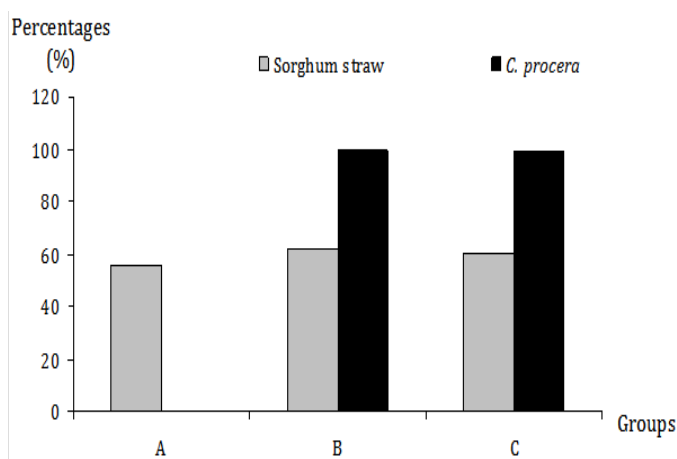 Percentages
(%)
Sorghum straw
C. procera
120
100
80
60
40
20
0
A
B
C
Groups